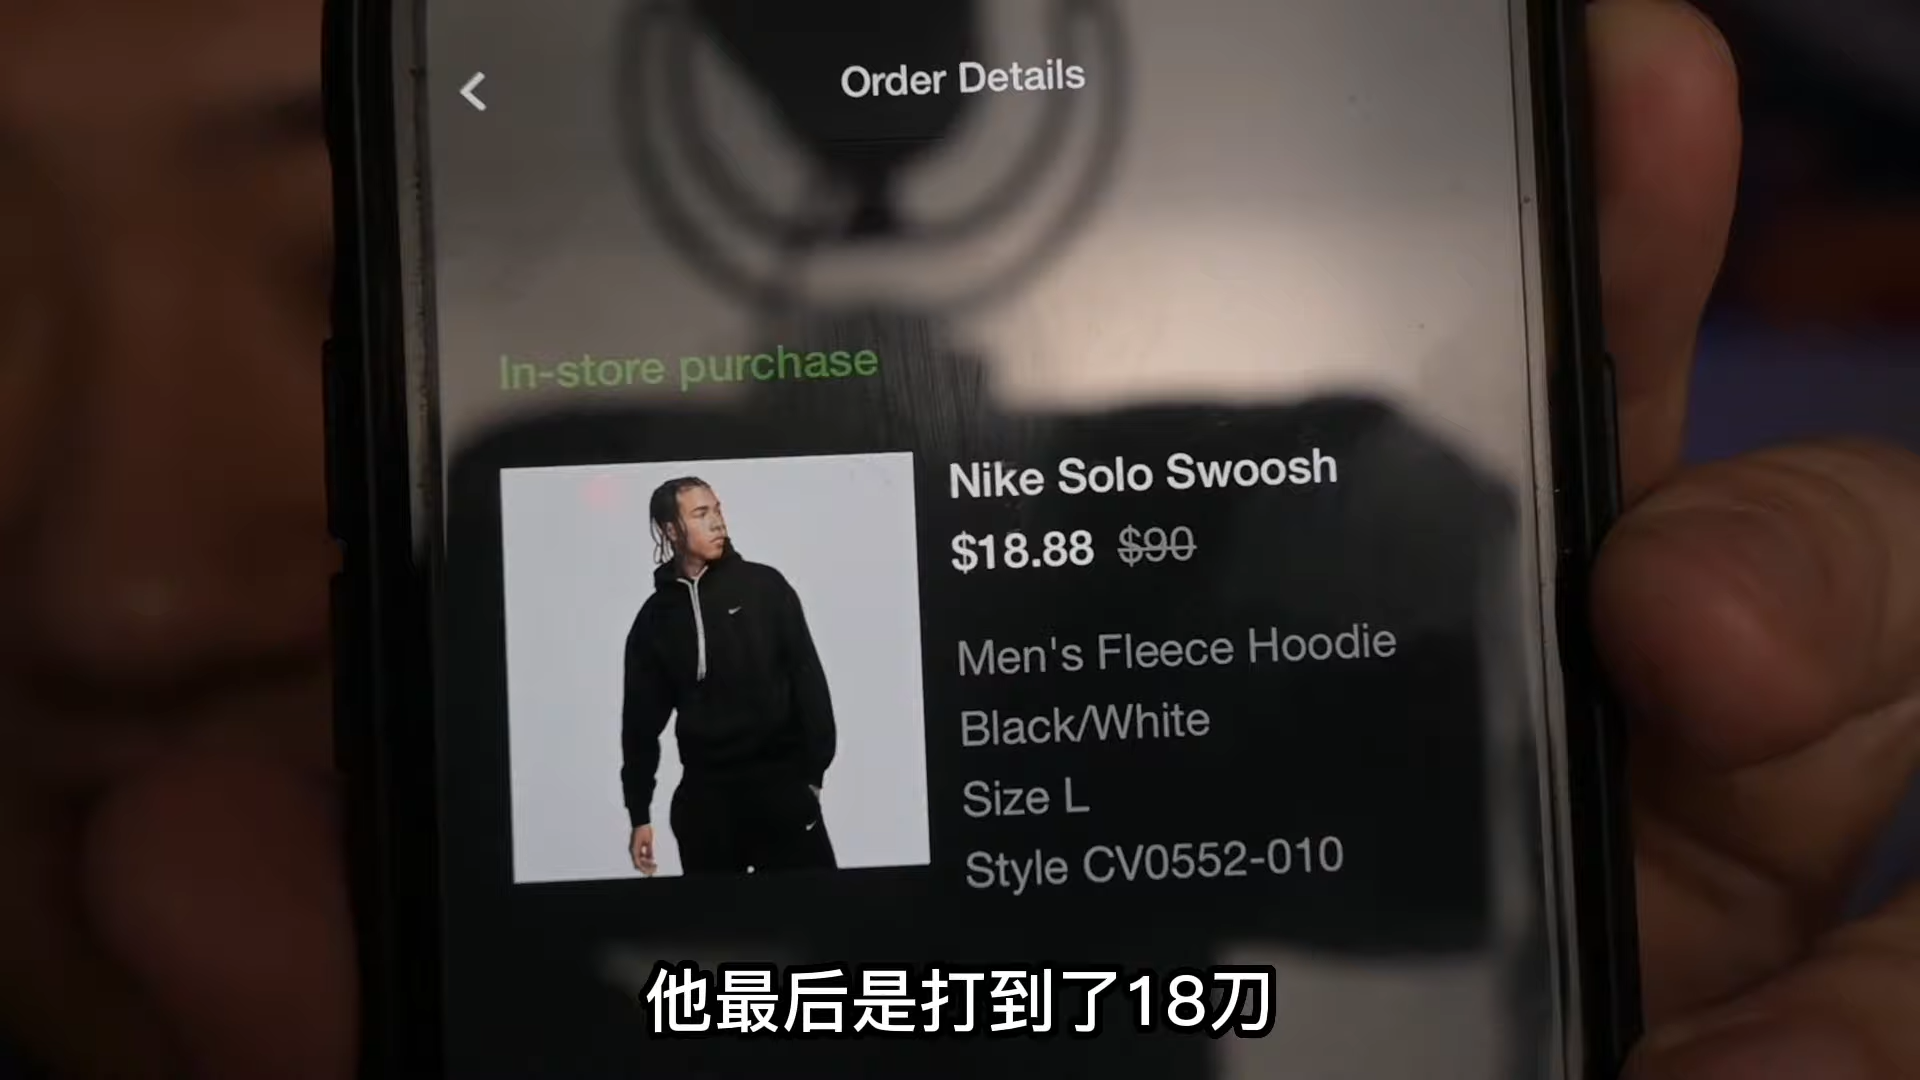 Order Details
In-store purchase
Nike Solo Swoosh
$18.88 $90
Men's Fleece Hoodie
Black/White
Size L
Style CV0552-010
他最后是打到了18刀